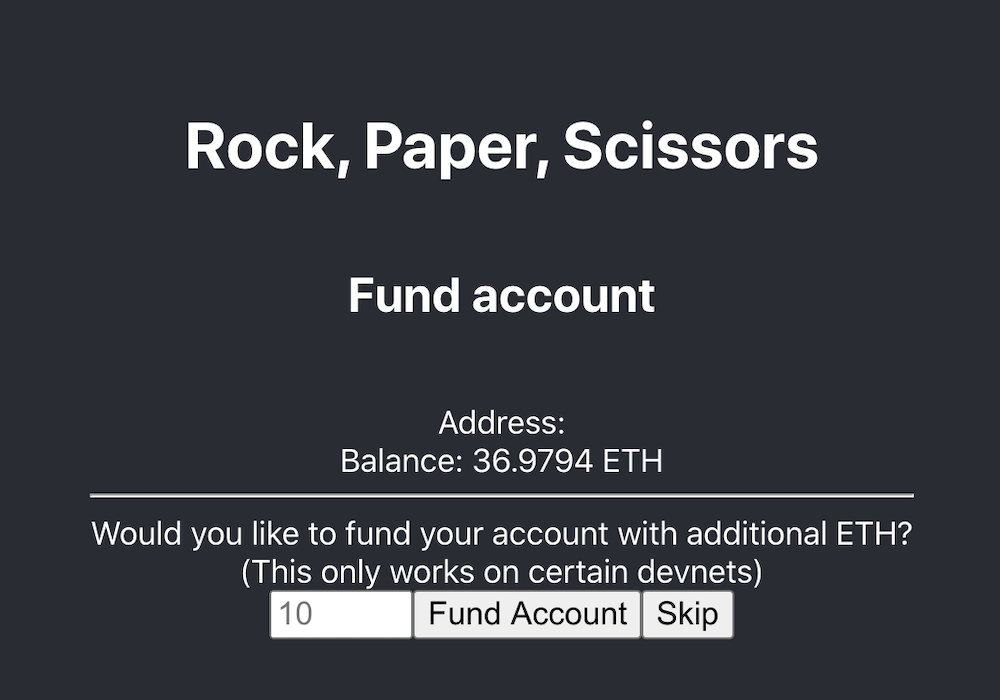 Rock, Paper, Scissors
Fund account
Address:
Balance: 36.9794 ETH
Would you like to fund your account with additional ETH?
(This only works on certain devnets)
10 Fund Account Skip